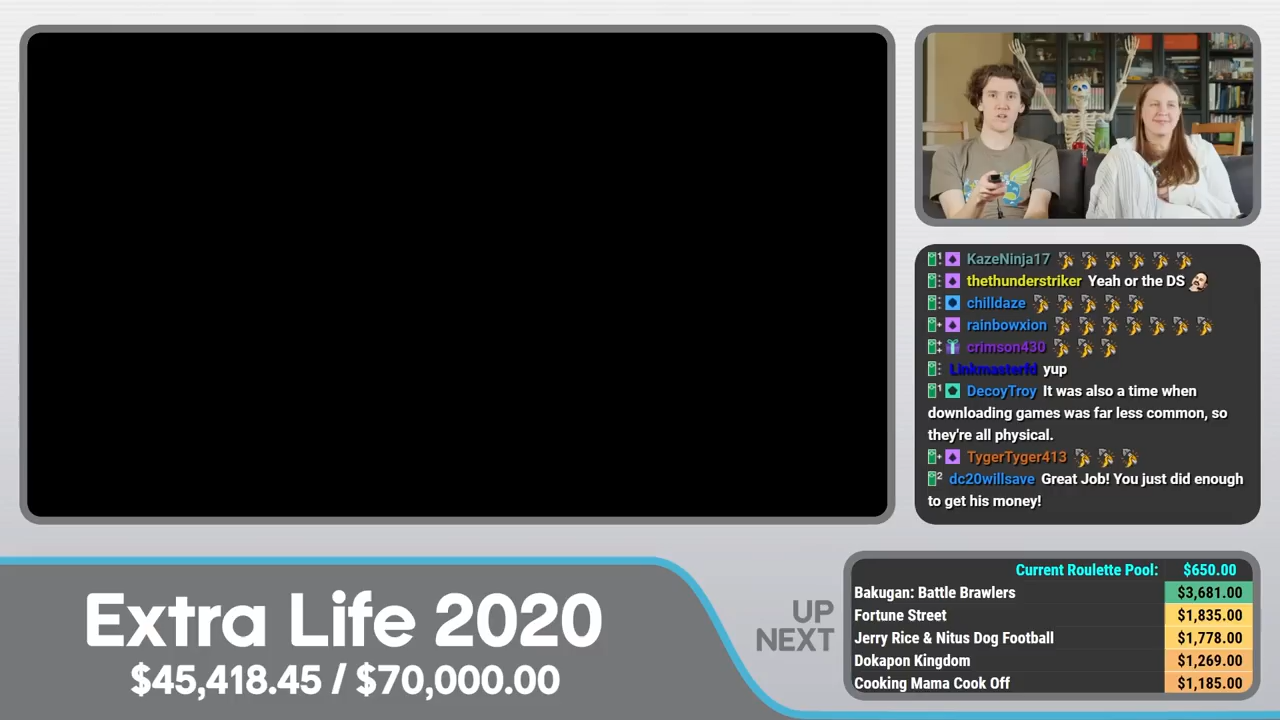 KazeNinja17
thethunderstriker Yeah or the DS
chilldaze
rainbowxion
crimson430
Linkmasterfd yup
DecoyTroy It was also a time when
downloading games was far less common, so
they're all physical.
TygerTyger413
dc20willsave Great Job! You just did enough
to get his money!
Extra Life 2020
$45,418.45 / $70,000.00
UP
NEXT
Current Roulette Pool: $650.00
Bakugan: Battle Brawlers $3,681.00
Fortune Street $1,835.00
Jerry Rice & Nitus Dog Football $1,778.00
Dokapon Kingdom $1,269.00
Cooking Mama Cook Off $1,185.00